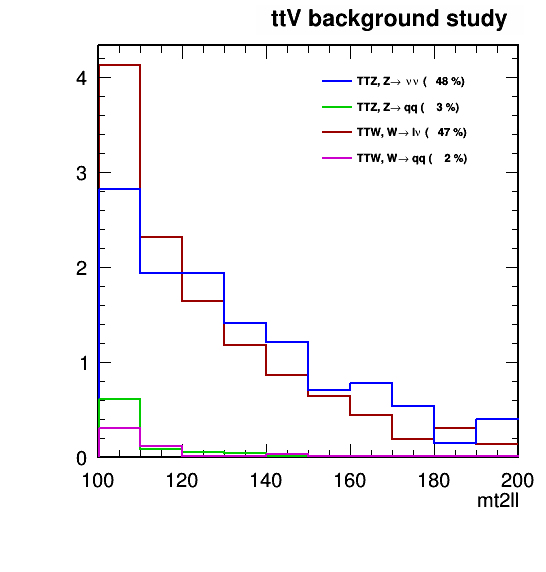 ttV background study
TTZ, Z→ νν ( 48 %)
TTZ, Z→ qq ( 3 %)
TTW, W→ lν ( 47 %)
TTW, W→ qq ( 2 %)
4
3
2
1
0
100 120 140 160 180 200
mt2ll